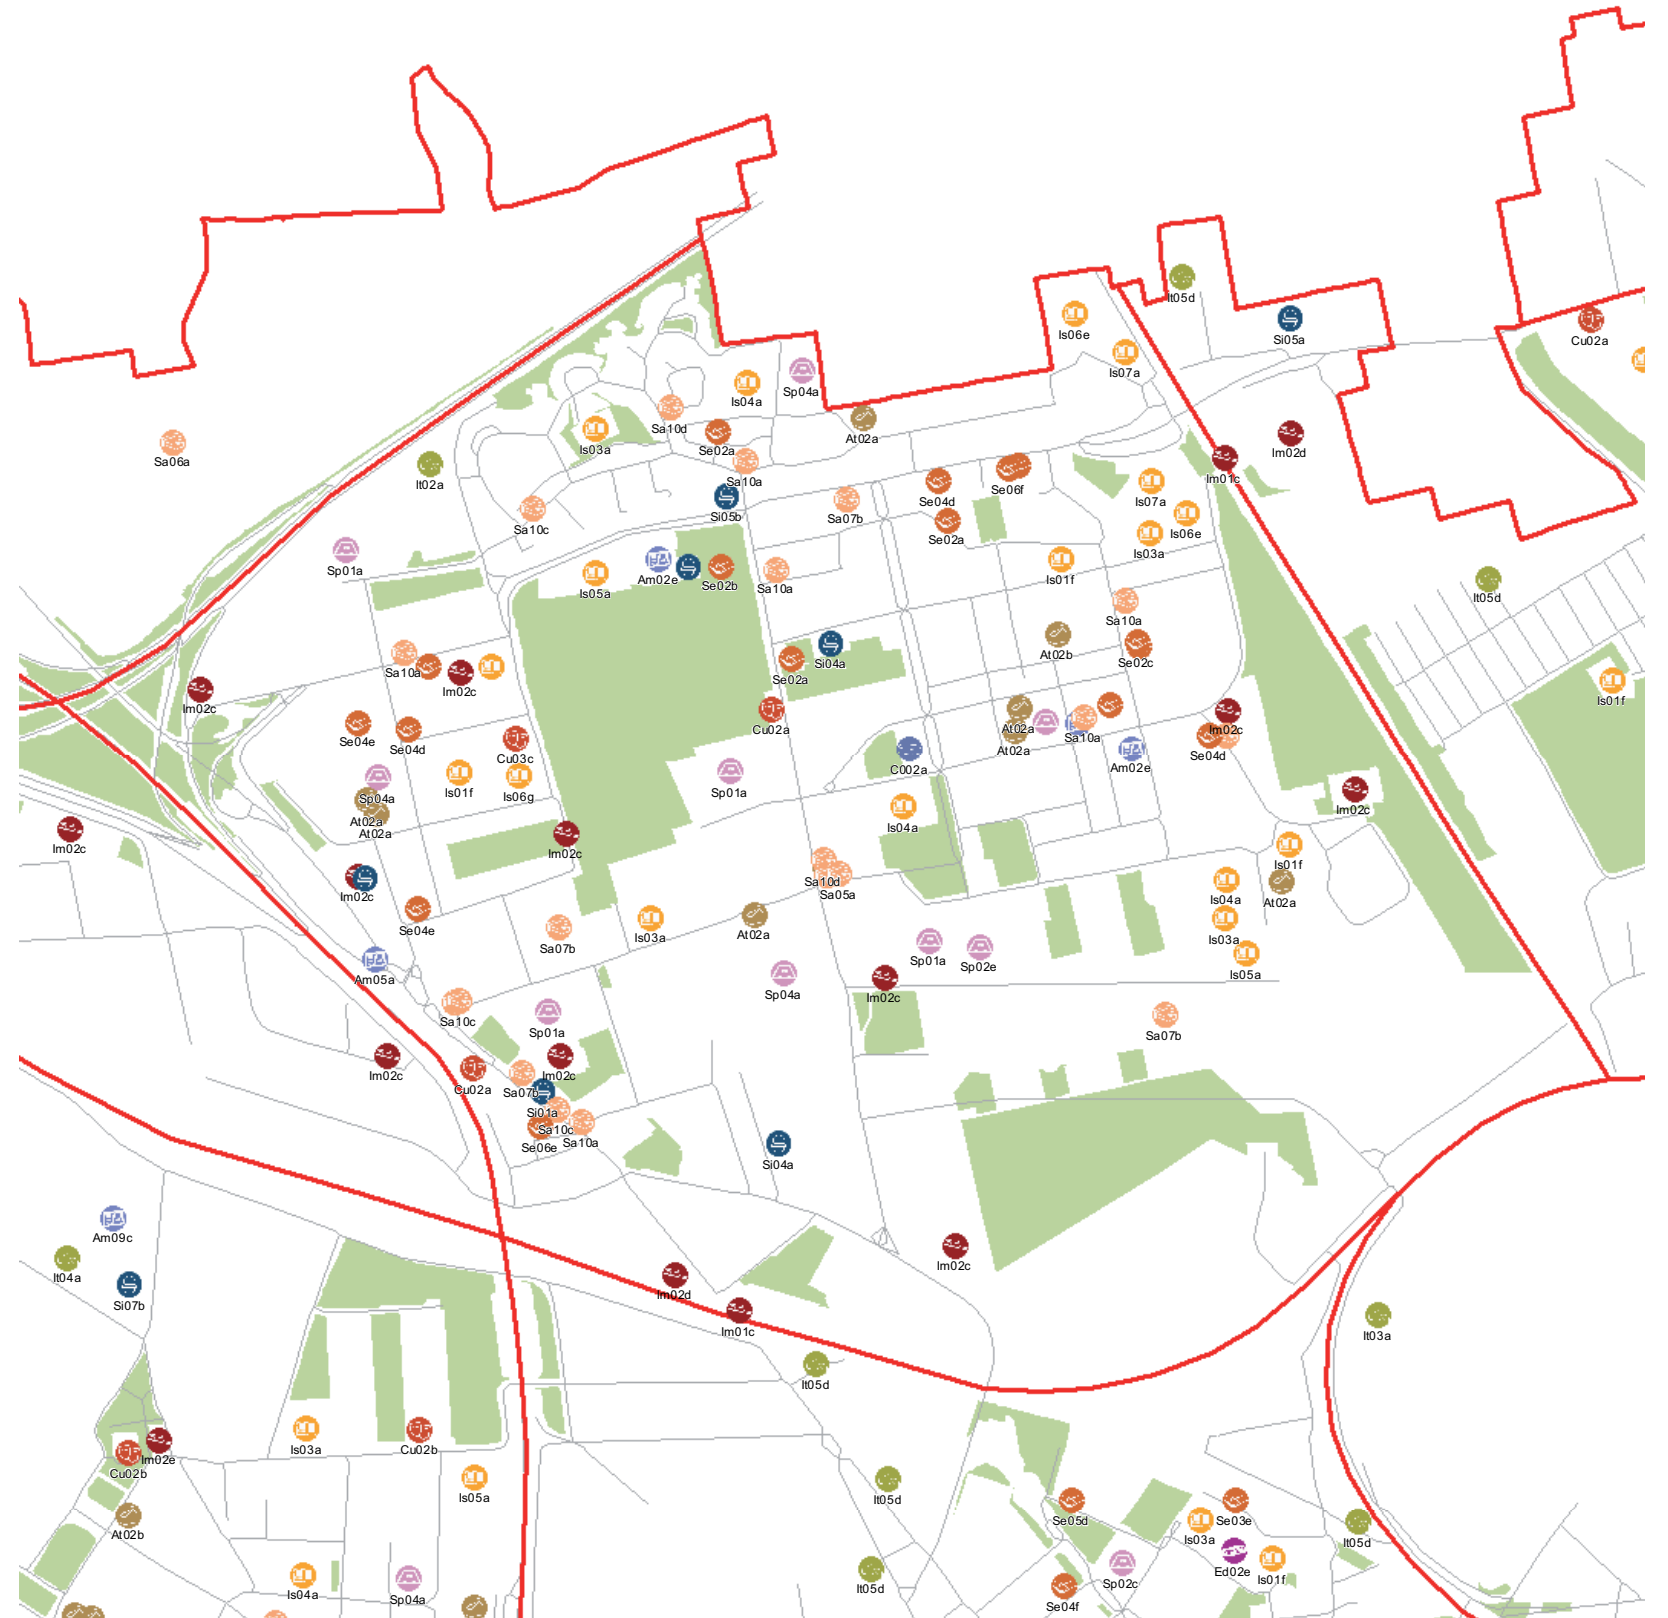 It05d
Is06e
Si05a
Cu02a
Is07a
Sp04a
Is04a
At02a
Sa10d
Is03a
Se02a
Im02d
Sa06a
It02a
Sa10a
Im01c
Se06f
Se04d
Is07a
Si05b
Sa07b
Sa10c
Se02a
Is06e
Is03a
Sp01a
Am02e
Se02b
Is05a
Sa10a
Is01f
It05d
Sa10a
At02b
Se02c
Si04a
Sa10a
Se02a
Im02c
Im02c
Is01f
Cu02a
At02a
Sa10a
Im02c
Se04e
Se04d
At02a
Se04d
Cu03c
C002a
Am02e
Sp01a
Sp04a
Is01f
Is06g
Im02c
At02a
At02a
Is04a
Im02c
Im02c
Is01f
Sa10d
Sa05a
Im02c
Is04a
At02a
Se04e
Is03a
At02a
Is03a
Sa07b
Sp01a
Sp02e
Is05a
Am05a
Sp04a
Im02c
Sa10c
Sp01a
Sa07b
Im02c
Im02c
Cu02a
Sa07b
Si01a
Sa10c
Sa10a
Se06e
Si04a
Am09c
Im02c
It04a
Im02d
Si07b
Im01c
It03a
It05d
Is03a
Cu02b
Im02e
Cu02b
Is05a
It05d
Se05d
Se03e
At02b
Is03a
It05d
Ed02e
Is01f
Sp02c
It05d
Is04a
Sp04a
Se04f